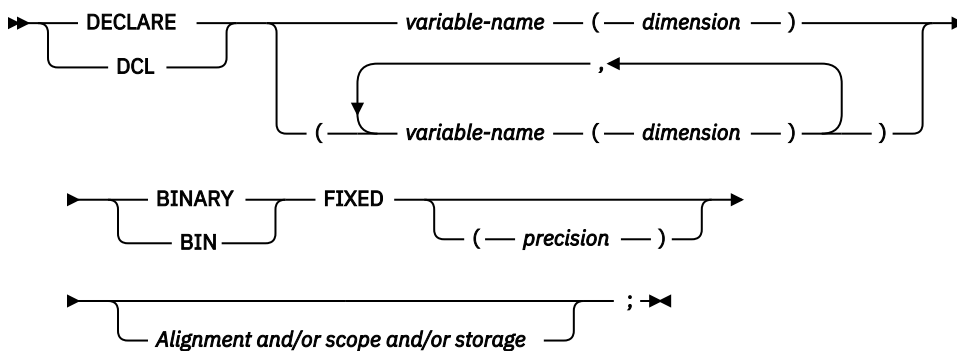 DECLARE variable-name ( dimension )
DCL ,
( variable-name ( dimension ) )
BINARY FIXED
BIN ( precision )
;
Alignment and/or scope and/or storage